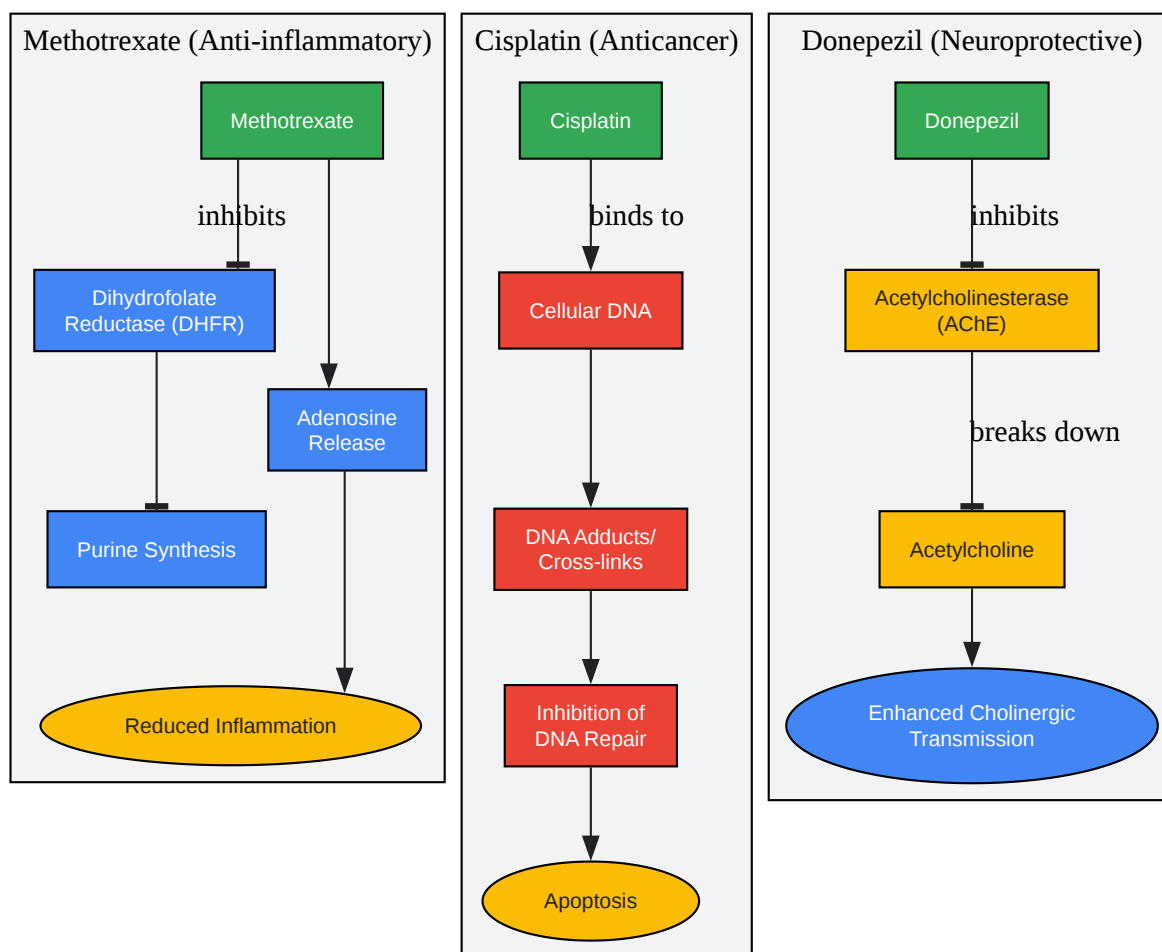 Methotrexate (Anti-inflammatory)
Methotrexate
inhibits
Dihydrofolate
Reductase (DHFR)
Adenosine
Release
Purine Synthesis
Reduced Inflammation
Cisplatin (Anticancer)
Cisplatin
binds to
Cellular DNA
DNA Adducts/
Cross-links
Inhibition of
DNA Repair
Apoptosis
Donepezil (Neuroprotective)
Donepezil
inhibits
Acetylcholinesterase
(AChE)
breaks down
Acetylcholine
Enhanced Cholinergic
Transmission